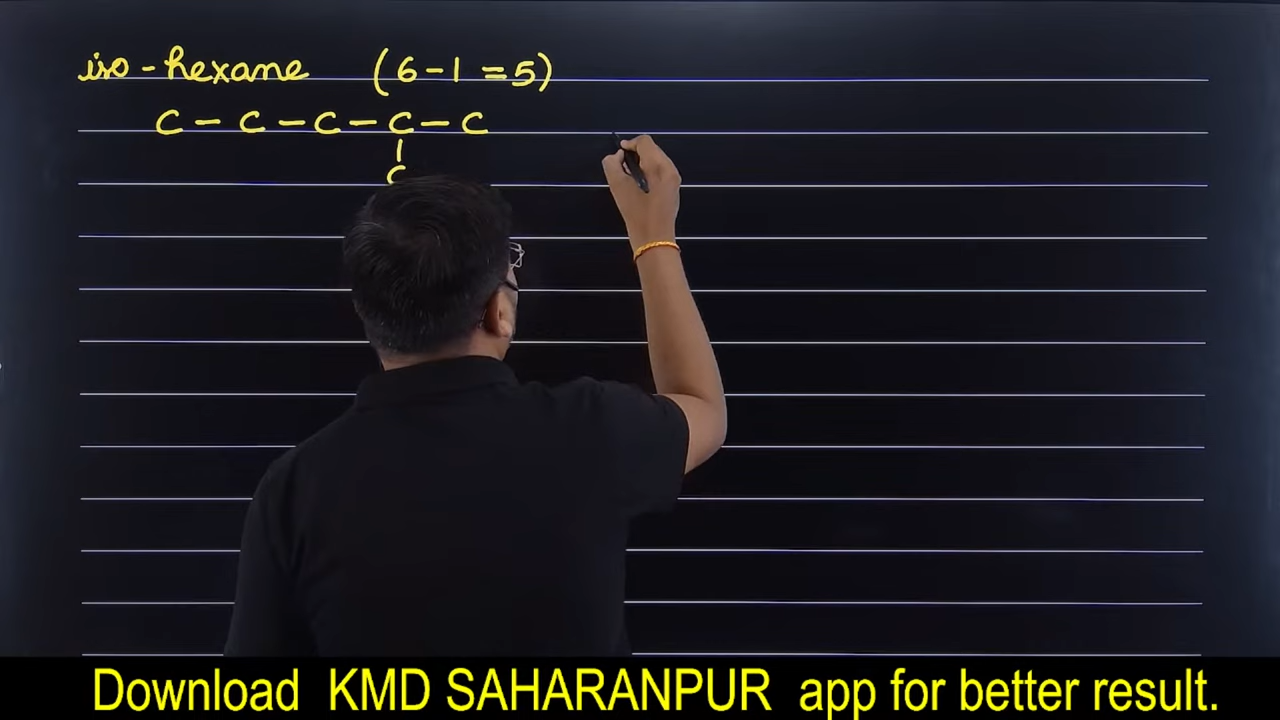 iso - hexane (6 - 1 = 5)
C - C - C - C - C
|
C
Download KMD SAHARANPUR app for better result.